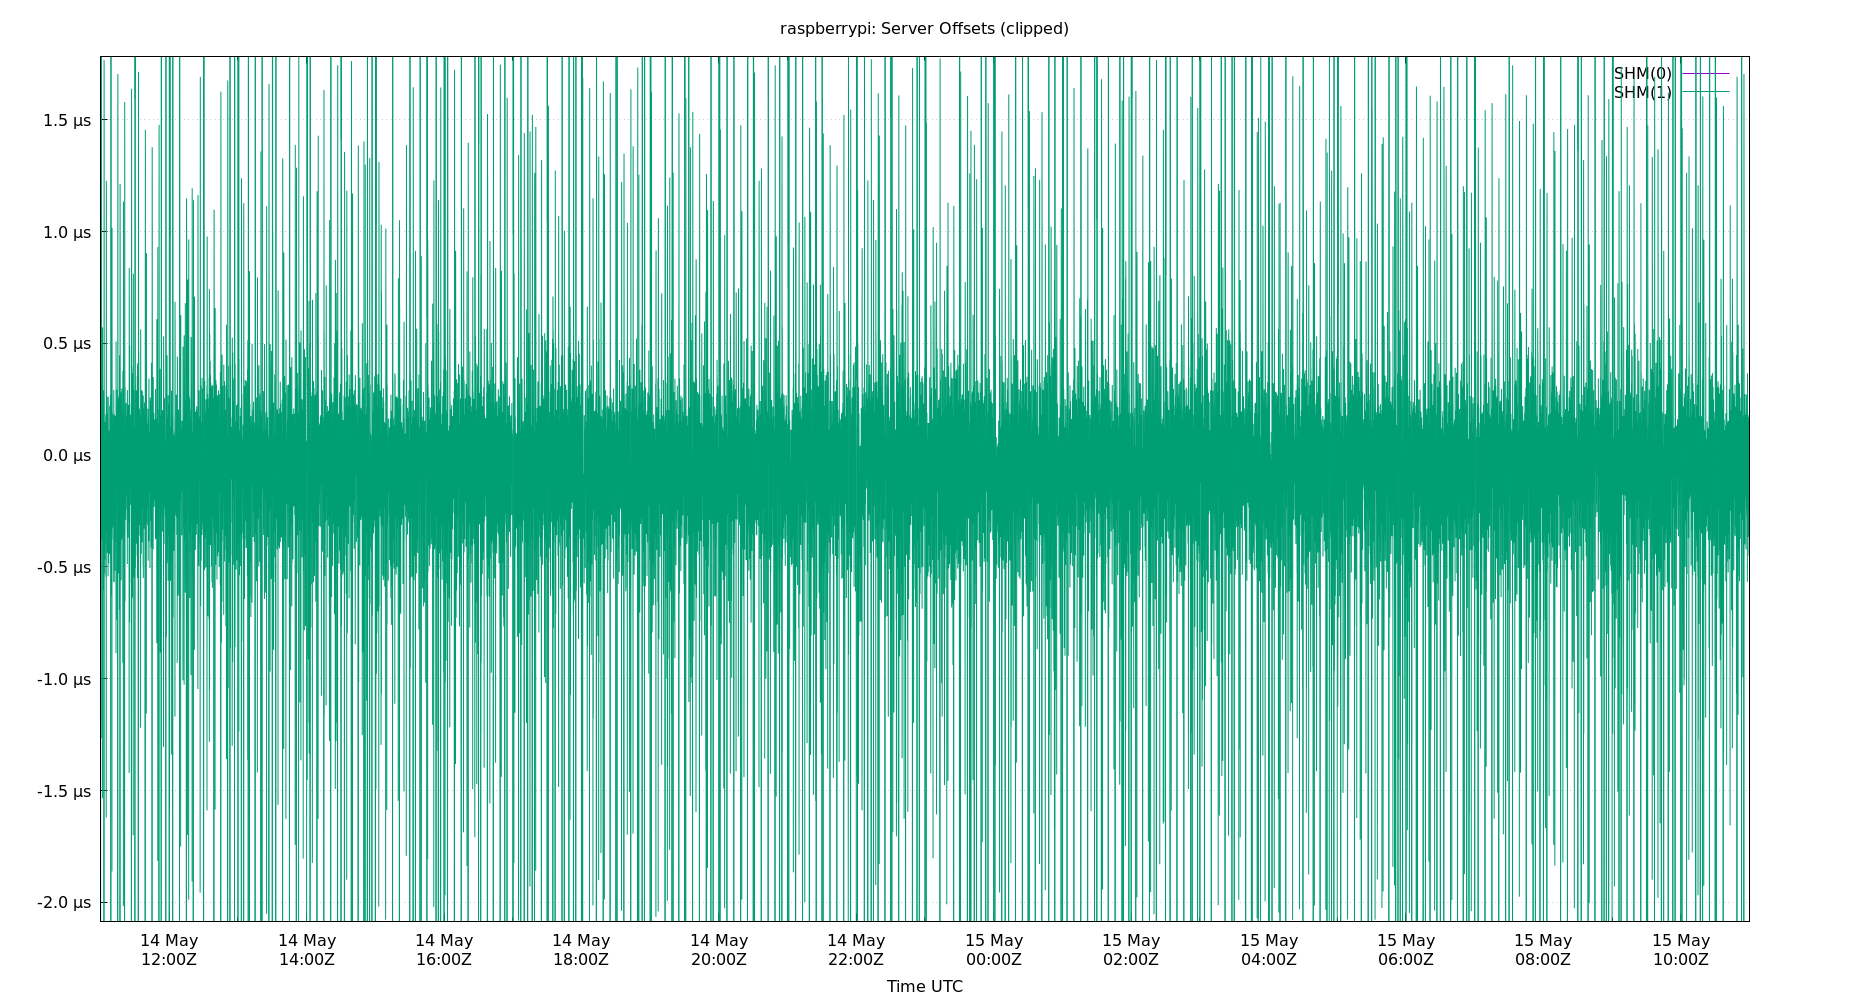 raspberrypi: Server Offsets (clipped)
SHM(0)
SHM(1)
1.5 µs
1.0 µs
0.5 µs
0.0 µs
-0.5 µs
-1.0 µs
-1.5 µs
-2.0 µs
14 May 14 May 14 May 14 May 14 May 14 May 15 May 15 May 15 May 15 May 15 May 15 May
12:00Z 14:00Z 16:00Z 18:00Z 20:00Z 22:00Z 00:00Z 02:00Z 04:00Z 06:00Z 08:00Z 10:00Z
Time UTC